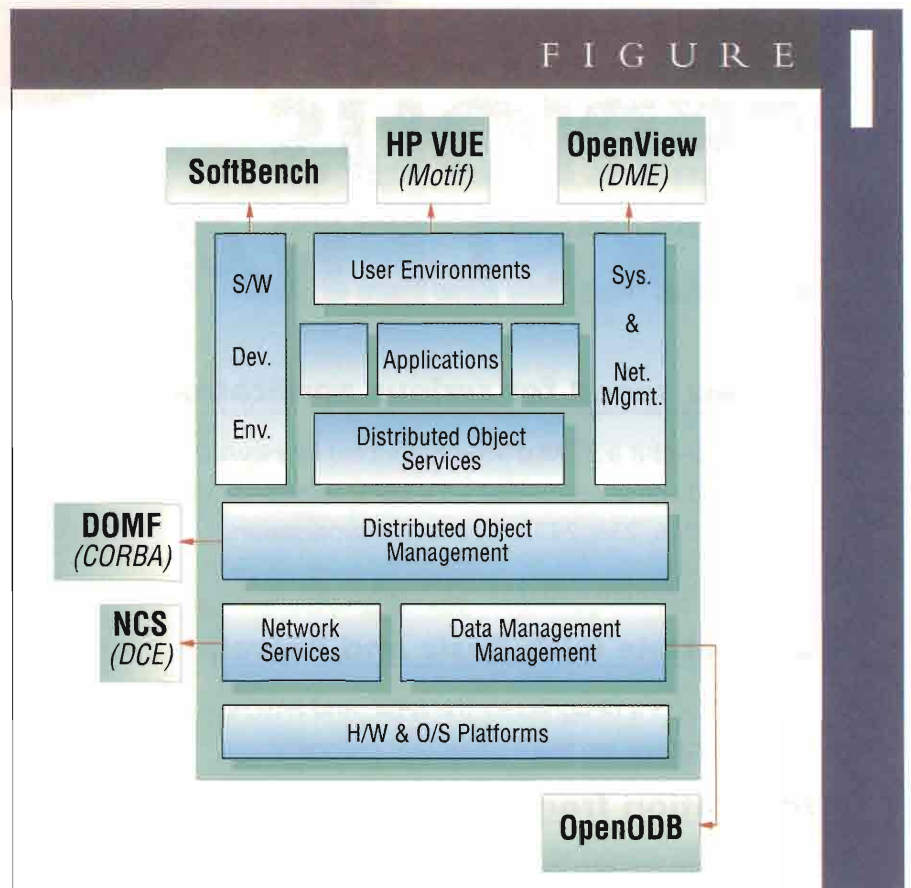 FIGURE I
SoftBench
HP VUE
(Motif)
OpenView
(DME)
S/W
Dev.
Env.
User Environments
Applications
Distributed Object
Services
Sys.
&
Net.
Mgmt.
DOMF
(CORBA)
Distributed Object
Management
NCS
(DCE)
Network
Services
Data Management
Management
H/W & O/S Platforms
OpenODB